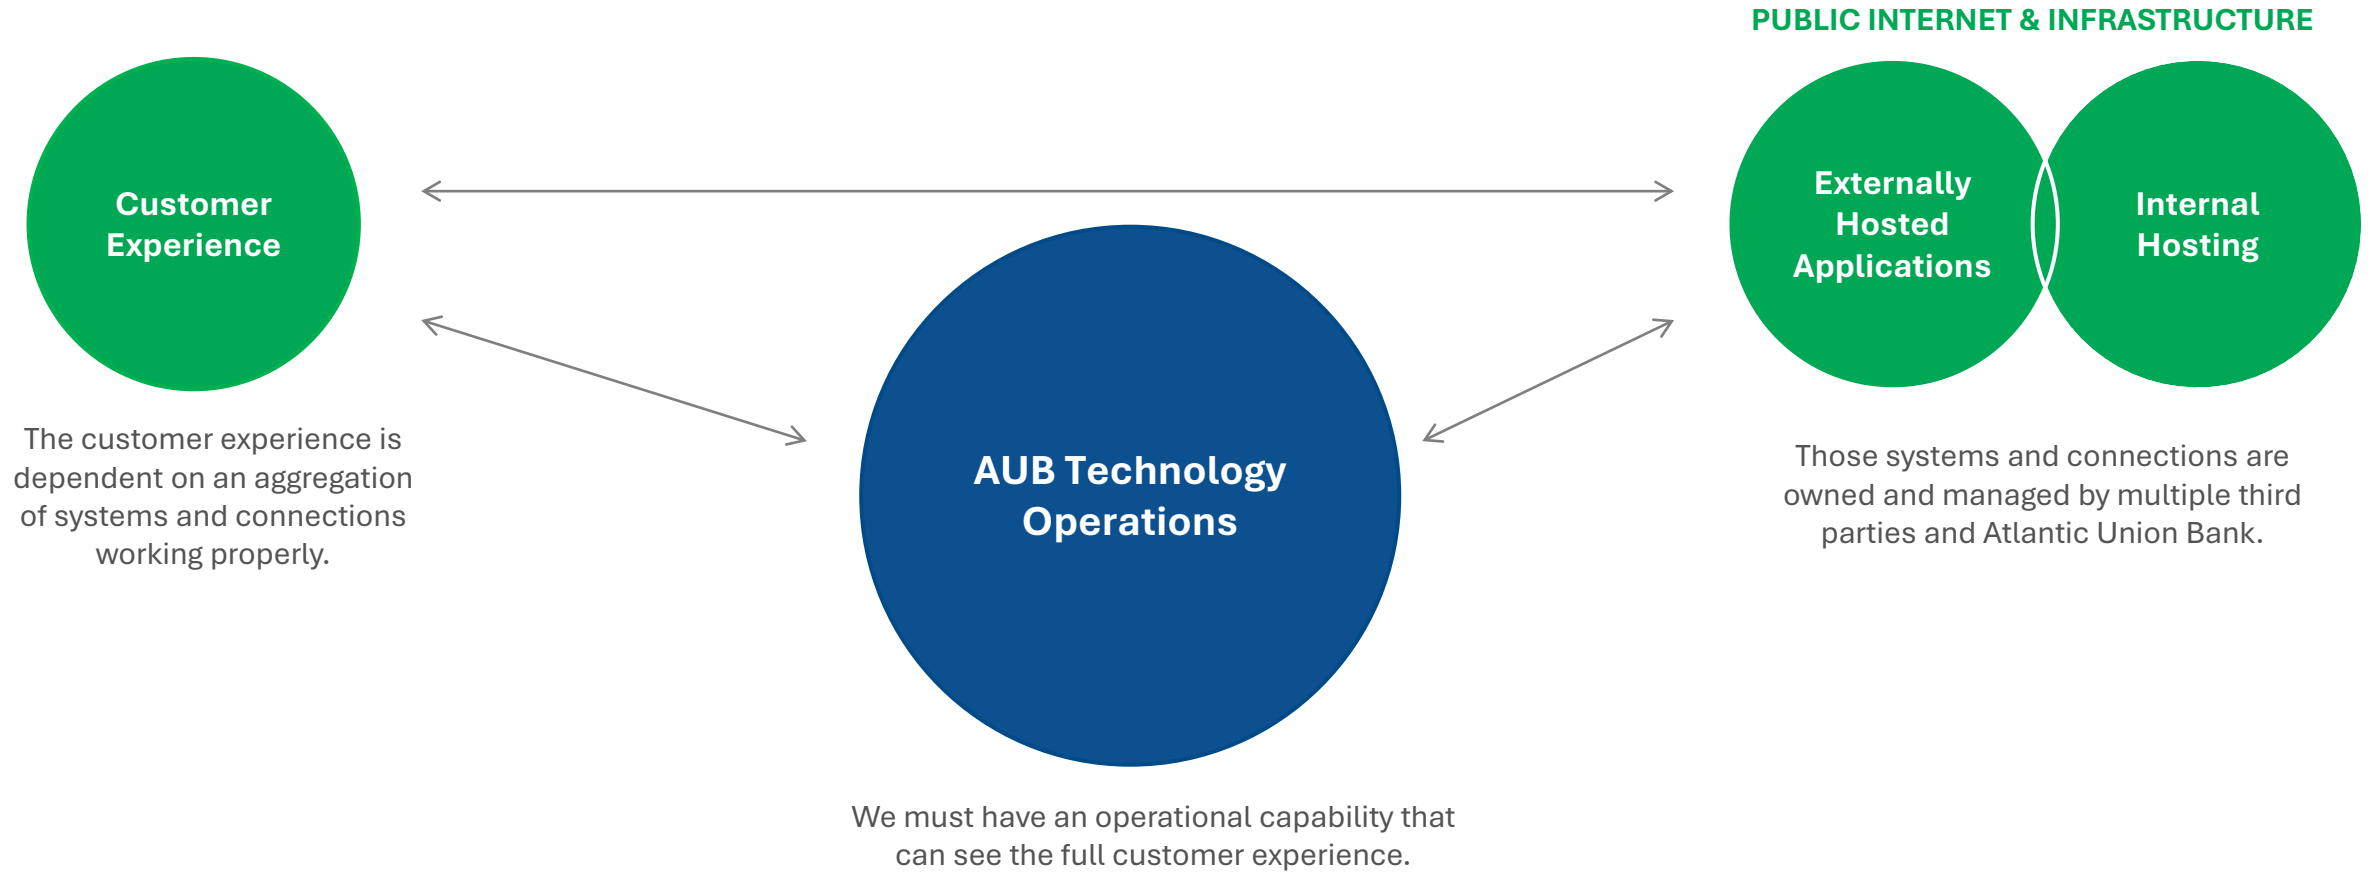 PUBLIC INTERNET & INFRASTRUCTURE
Customer
Experience
Externally
Hosted
Applications
Internal
Hosting
The customer experience is
dependent on an aggregation
of systems and connections
working properly.
AUB Technology
Operations
Those systems and connections are
owned and managed by multiple third
parties and Atlantic Union Bank.
We must have an operational capability that
can see the full customer experience.